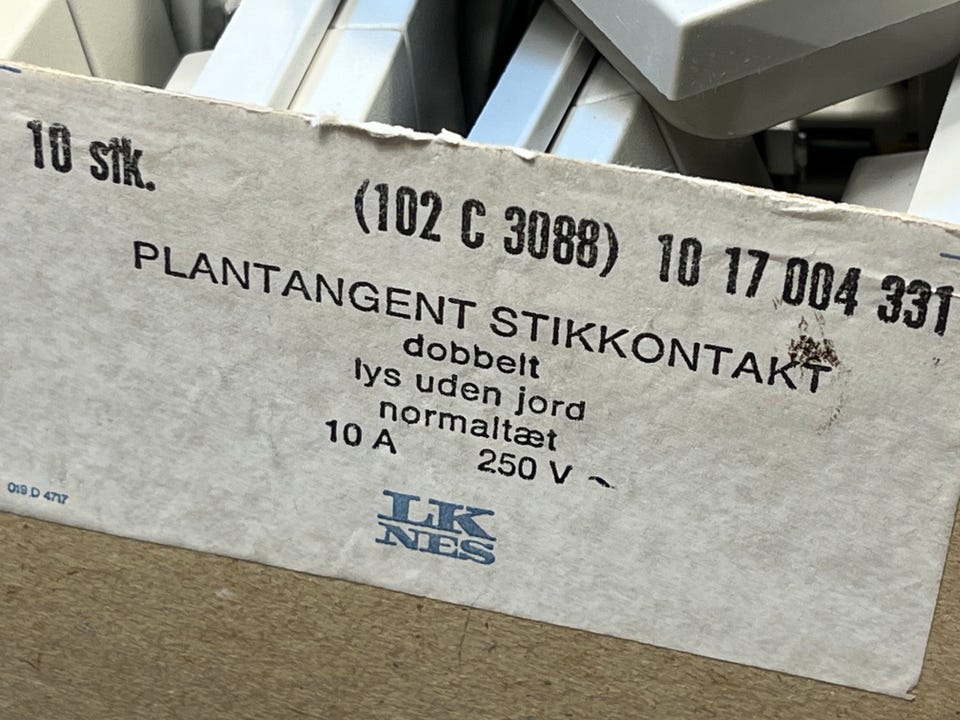 10 stk.
(102 C 3088) 10 17 004 331
PLANTANGENT STIKKONTAKT
dobbelt
lys uden jord
normaltæt
10 A 250 V ~
019 D 4717
LK
NES